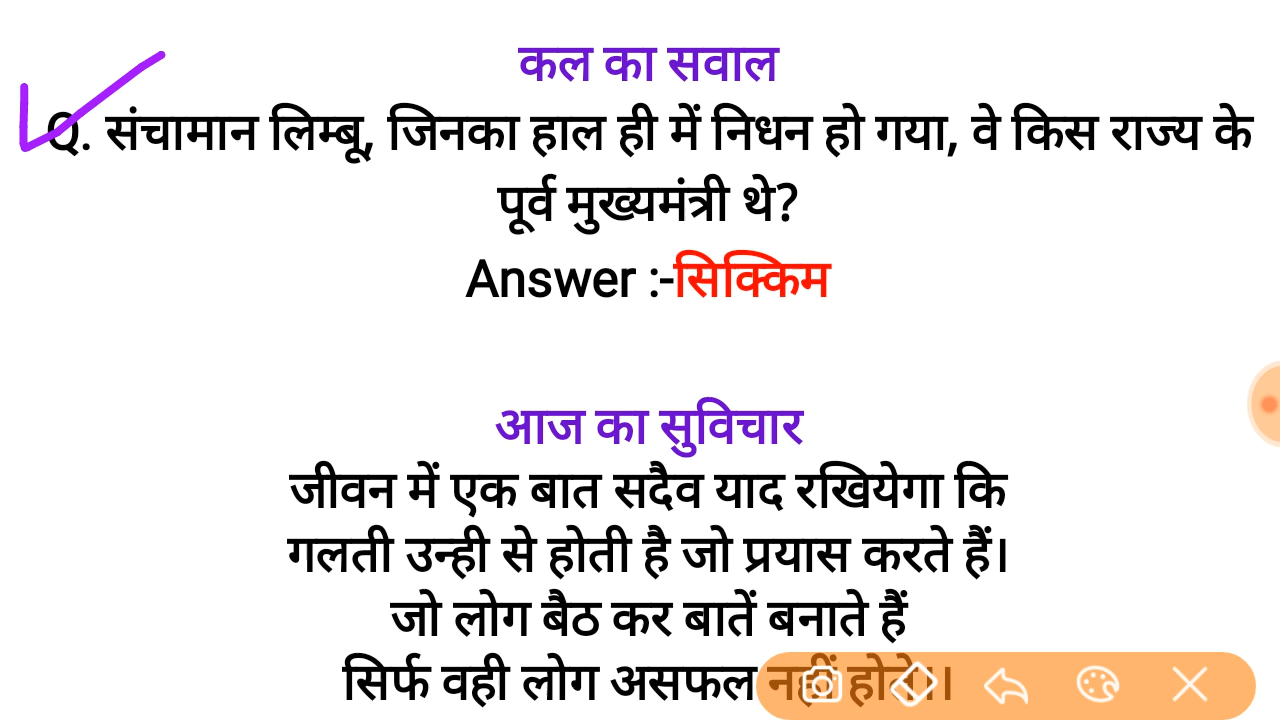 कल का सवाल
Q. संचामान लिम्बू, जिनका हाल ही में निधन हो गया, वे किस राज्य के
पूर्व मुख्यमंत्री थे?
Answer :-सिक्किम
आज का सुविचार
जीवन में एक बात सदैव याद रखियेगा कि
गलती उन्ही से होती है जो प्रयास करते हैं।
जो लोग बैठ कर बातें बनाते हैं
सिर्फ वही लोग असफल नहीं होते।।